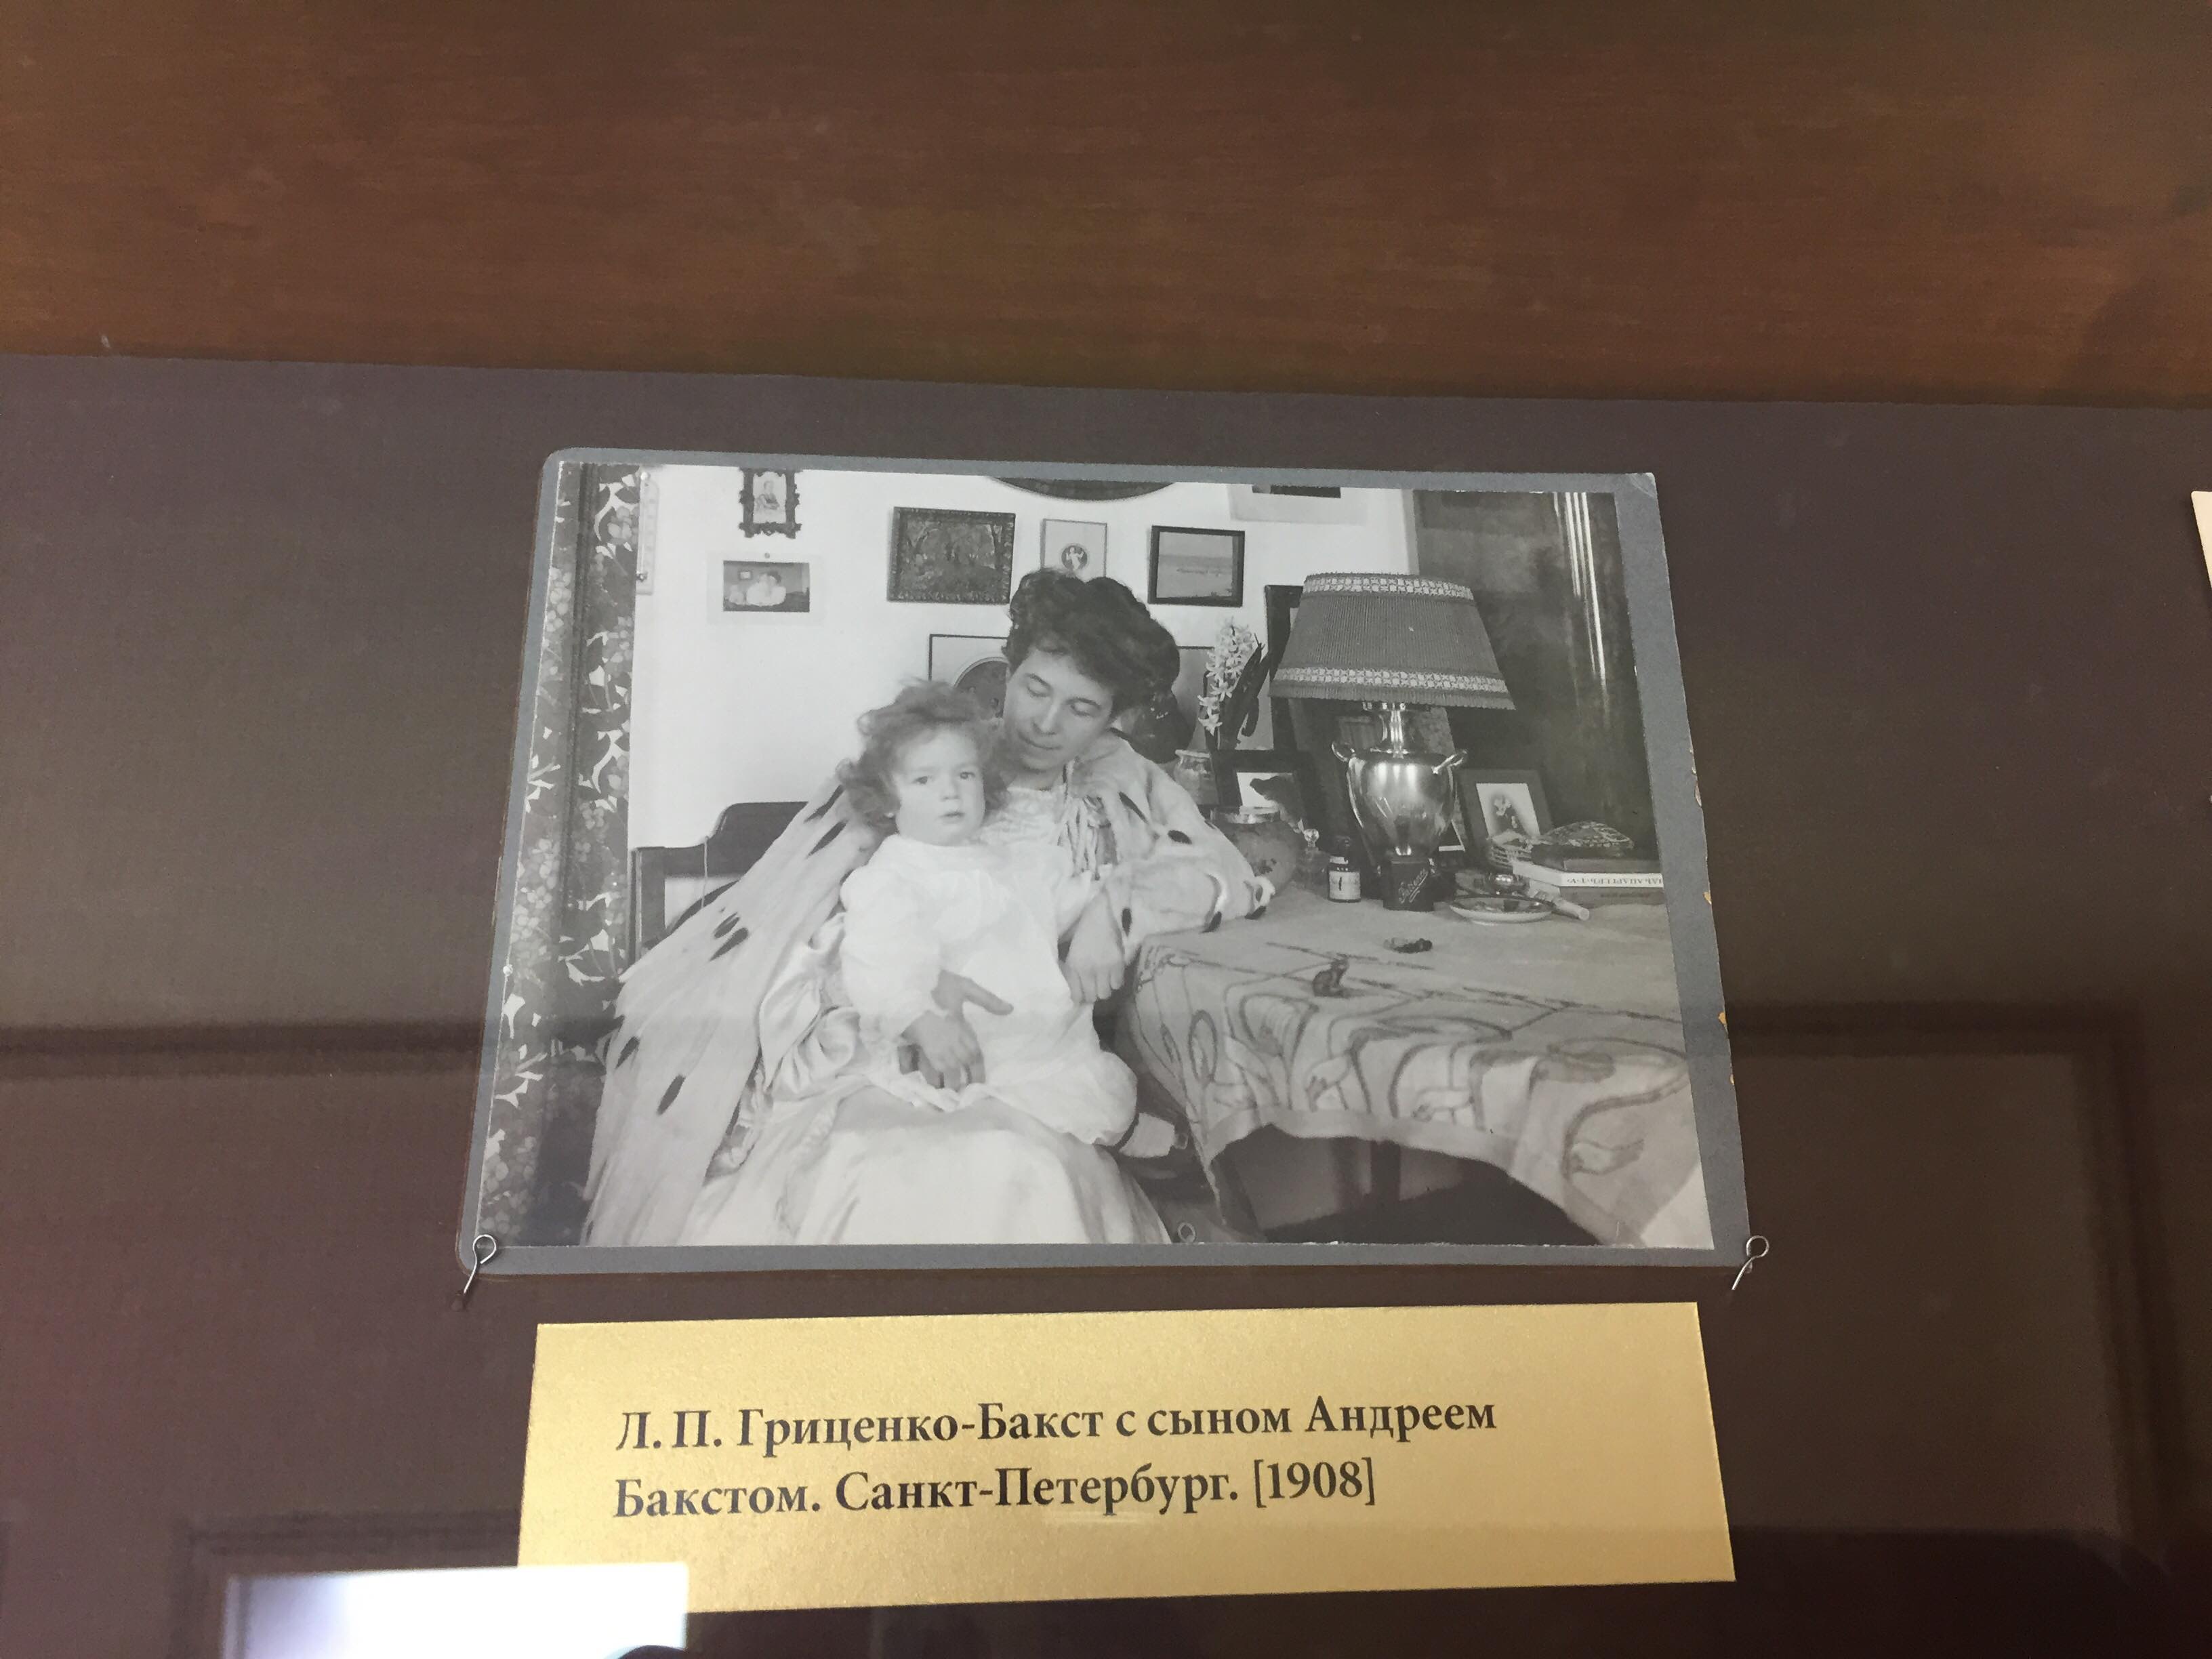 Л. П. Гриценко-Бакст с сыном Андреем
Бакстом. Санкт-Петербург. [1908]